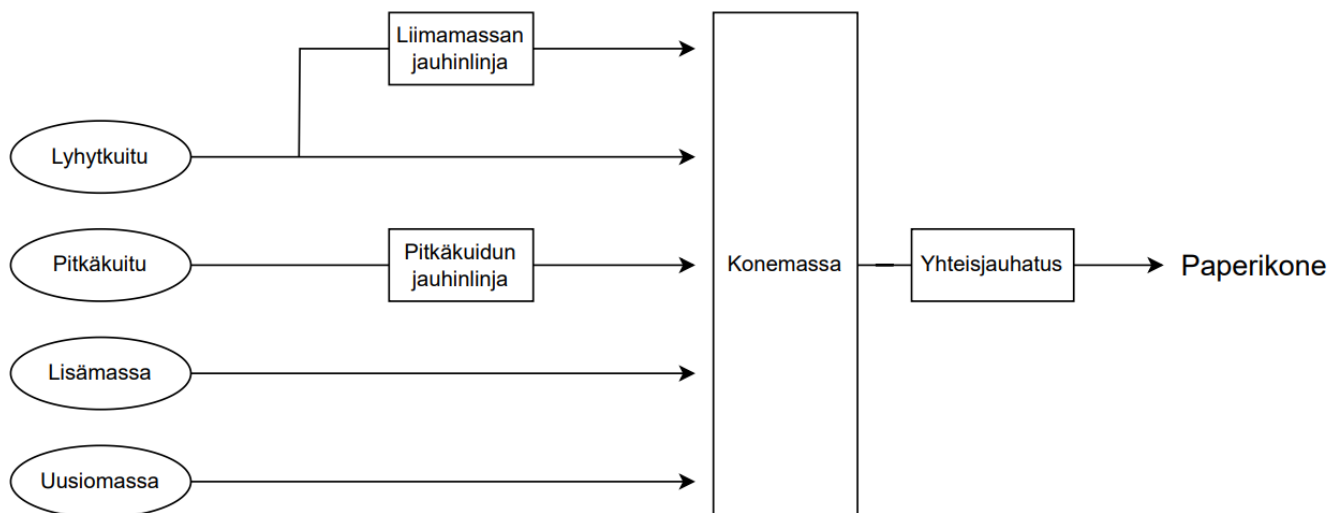 Liimamassan
jauhinlinja
Lyhytkuitu
Pitkäkuitu
Pitkäkuidun
jauhinlinja
Konemassa
Yhteisjauhatus
Paperikone
Lisämassa
Uusiomassa